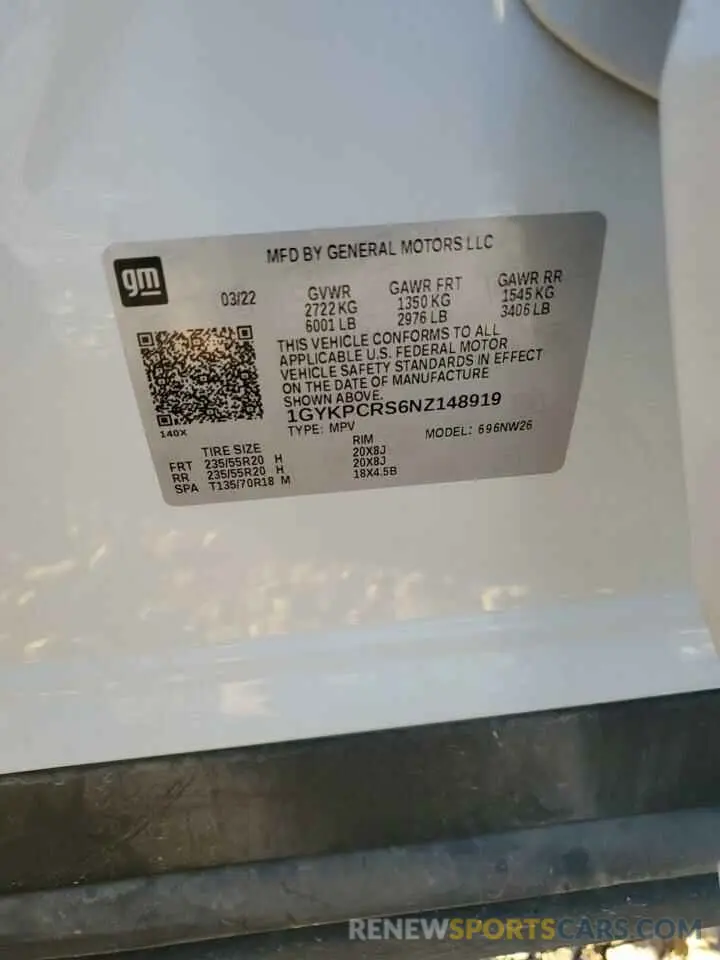 MFD BY GENERAL MOTORS LLC
gm
03/22
GVWR GAWR FRT GAWR RR
2722 KG 1350 KG 1545 KG
6001 LB 2976 LB 3406 LB
THIS VEHICLE CONFORMS TO ALL
APPLICABLE U.S. FEDERAL MOTOR
VEHICLE SAFETY STANDARDS IN EFFECT
ON THE DATE OF MANUFACTURE
SHOWN ABOVE.
1GYKPCRS6NZ148919
140X
TYPE: MPV MODEL: 696NW26
TIRE SIZE RIM
FRT 235/55R20 H 20X8J
RR 235/55R20 H 20X8J
SPA T135/70R18 M 18X4.5B
RENEWSPORTSCARS.COM